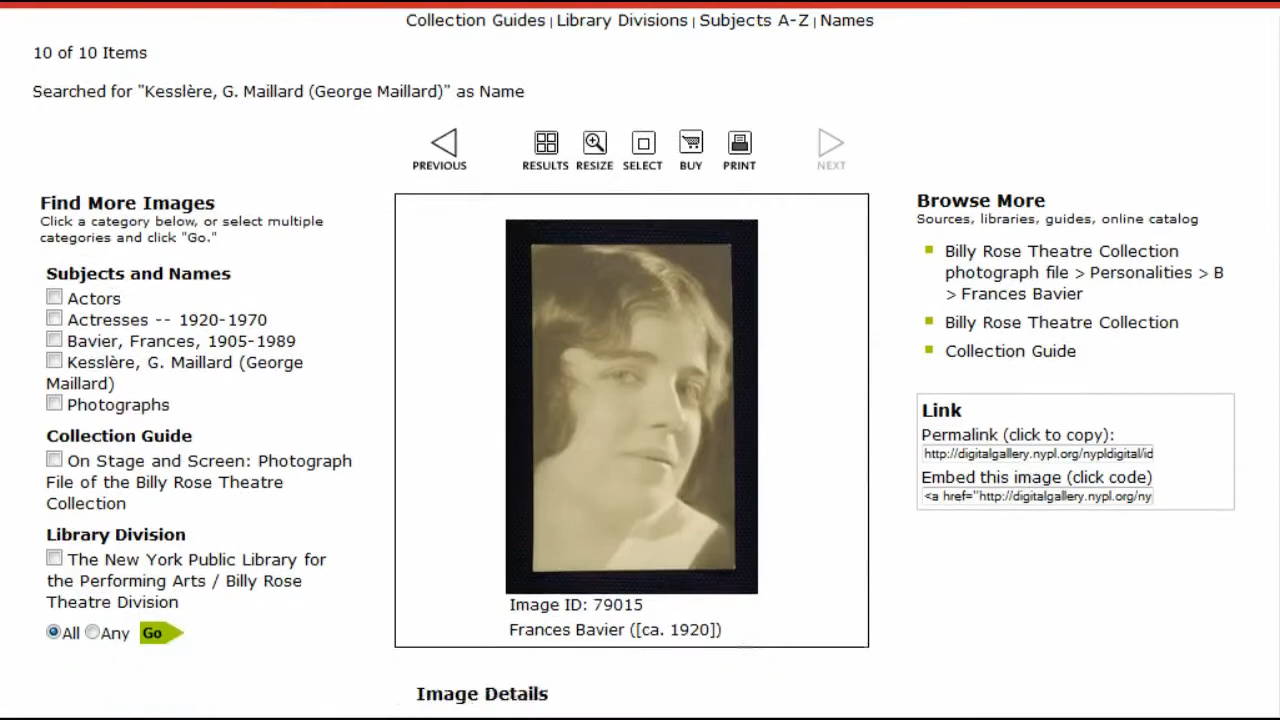 Collection Guides | Library Divisions | Subjects A-Z | Names
10 of 10 Items
Searched for "Kesslère, G. Maillard (George Maillard)" as Name
PREVIOUS
RESULTS RESIZE SELECT BUY PRINT
NEXT
Find More Images
Click a category below, or select multiple
categories and click "Go."
Subjects and Names
Actors
Actresses -- 1920-1970
Bavier, Frances, 1905-1989
Kesslère, G. Maillard (George
Maillard)
Photographs
Collection Guide
On Stage and Screen: Photograph
File of the Billy Rose Theatre
Collection
Library Division
The New York Public Library for
the Performing Arts / Billy Rose
Theatre Division
All Any Go
Image ID: 79015
Frances Bavier ([ca. 1920])
Image Details
Browse More
Sources, libraries, guides, online catalog
Billy Rose Theatre Collection
photograph file > Personalities > B
> Frances Bavier
Billy Rose Theatre Collection
Collection Guide
Link
Permalink (click to copy):
http://digitalgallery.nypl.org/nypldigital/id
Embed this image (click code)
<a href="http://digitalgallery.nypl.org/ny